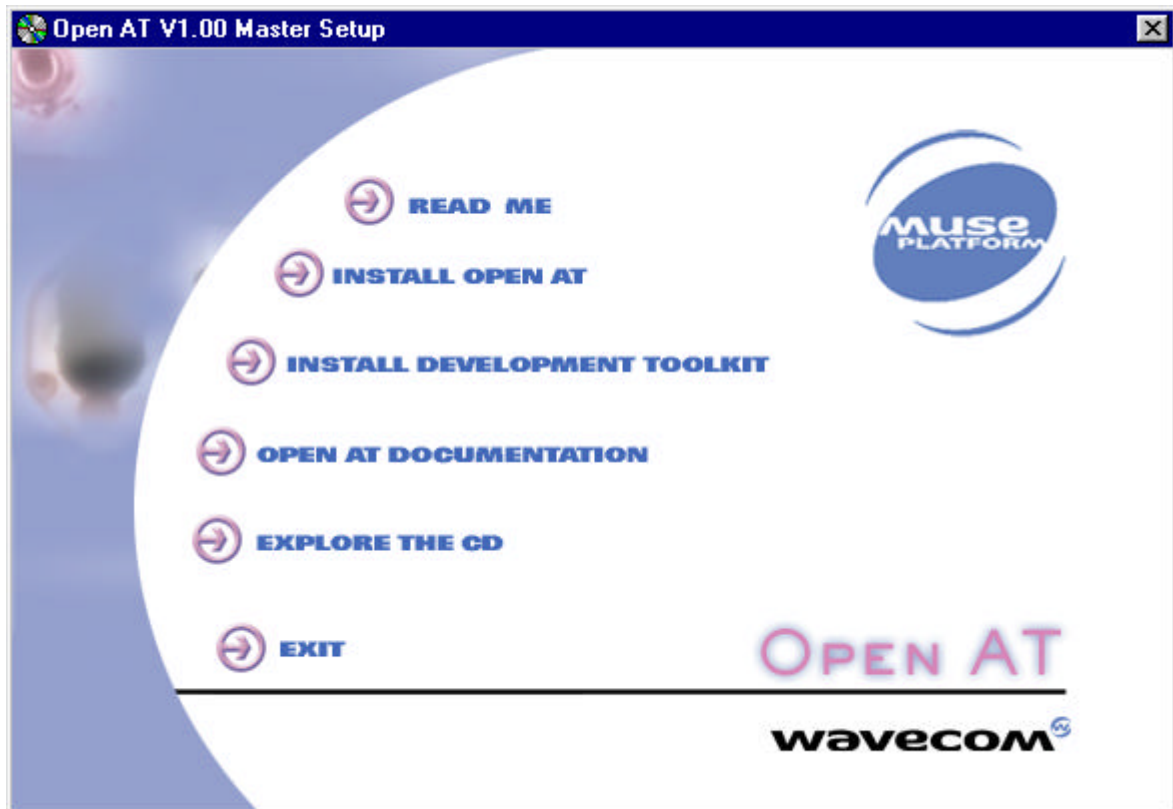 Open AT V1.00 Master Setup
READ ME
INSTALL OPEN AT
INSTALL DEVELOPMENT TOOLKIT
OPEN AT DOCUMENTATION
EXPLORE THE CD
EXIT
MUSE
PLATFORM
OPEN AT
wavecom